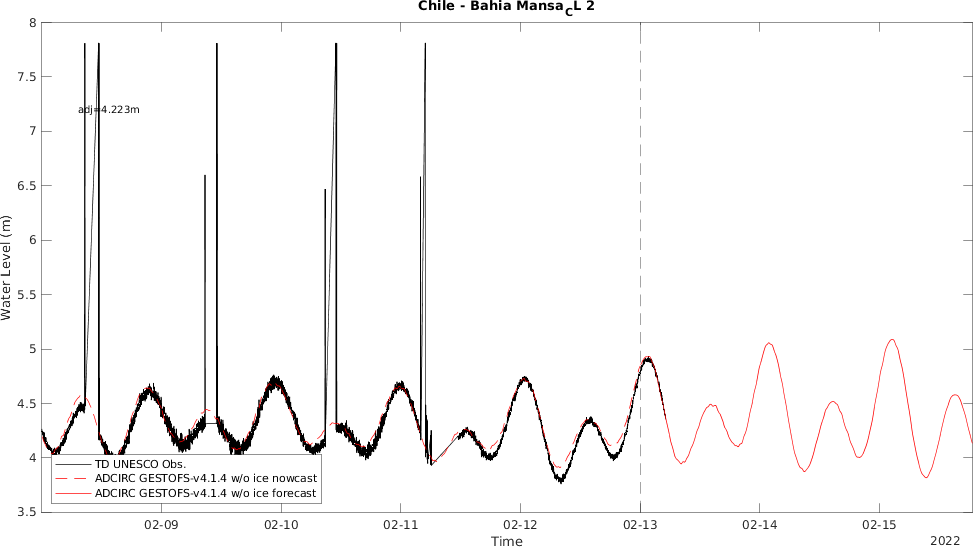 Chile - Bahia Mansa_CL 2
8
7.5
7
6.5
6
5.5
5
4.5
4
3.5
Water Level (m)
adj=4.223m
TD UNESCO Obs.
ADCIRC GESTOFS-v4.1.4 w/o ice nowcast
ADCIRC GESTOFS-v4.1.4 w/o ice forecast
02-09
02-10
02-11
02-12
02-13
02-14
02-15
Time
2022